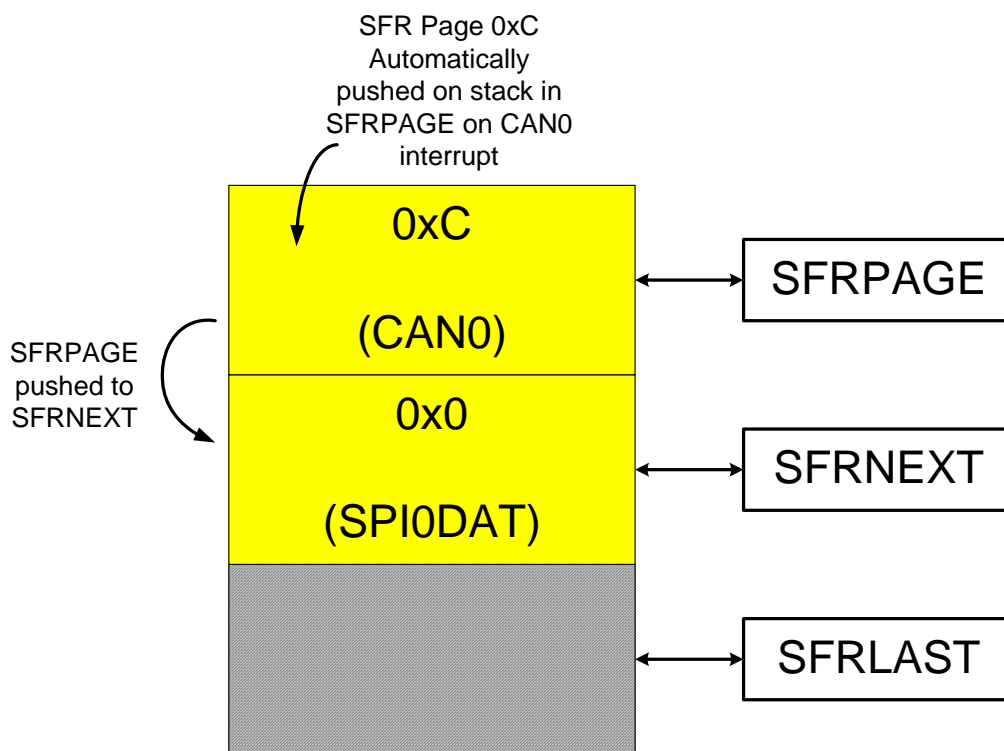 SFR Page 0xC
Automatically
pushed on stack in
SFRPAGE on CAN0
interrupt
0xC
(CAN0)
SFRPAGE
SFRPAGE
pushed to
SFRNEXT
0x0
(SPI0DAT)
SFRNEXT
SFRLAST